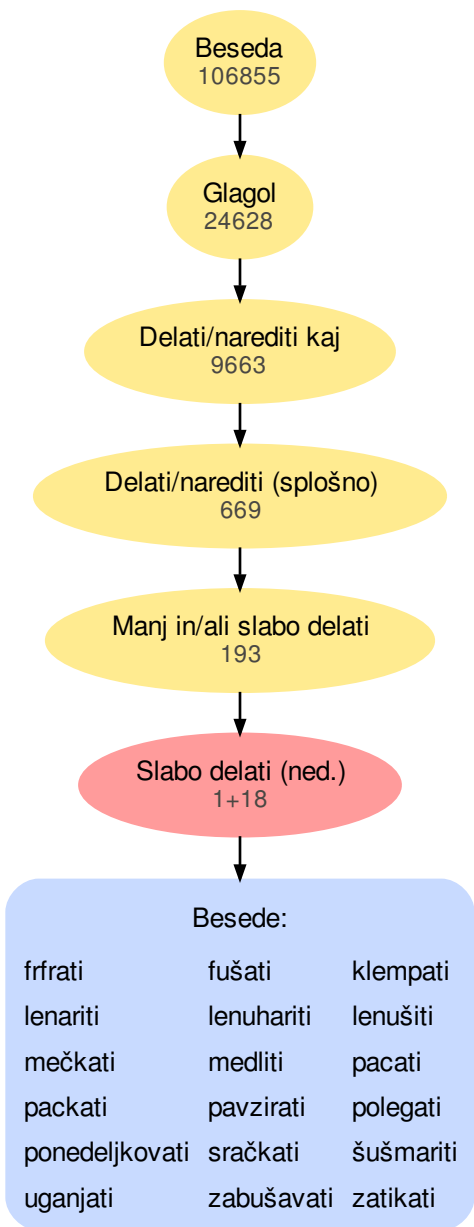 Beseda
106855
Glagol
24628
Delati/narediti kaj
9663
Delati/narediti (splošno)
669
Manj in/ali slabo delati
193
Slabo delati (ned.)
1+18
Besede:
frfrati fušati klempati
lenariti lenuhariti lenušiti
mečkati medliti pacati
packati pavzirati polegati
ponedeljkovati sračkati šušmariti
uganjati zabušavati zatikati